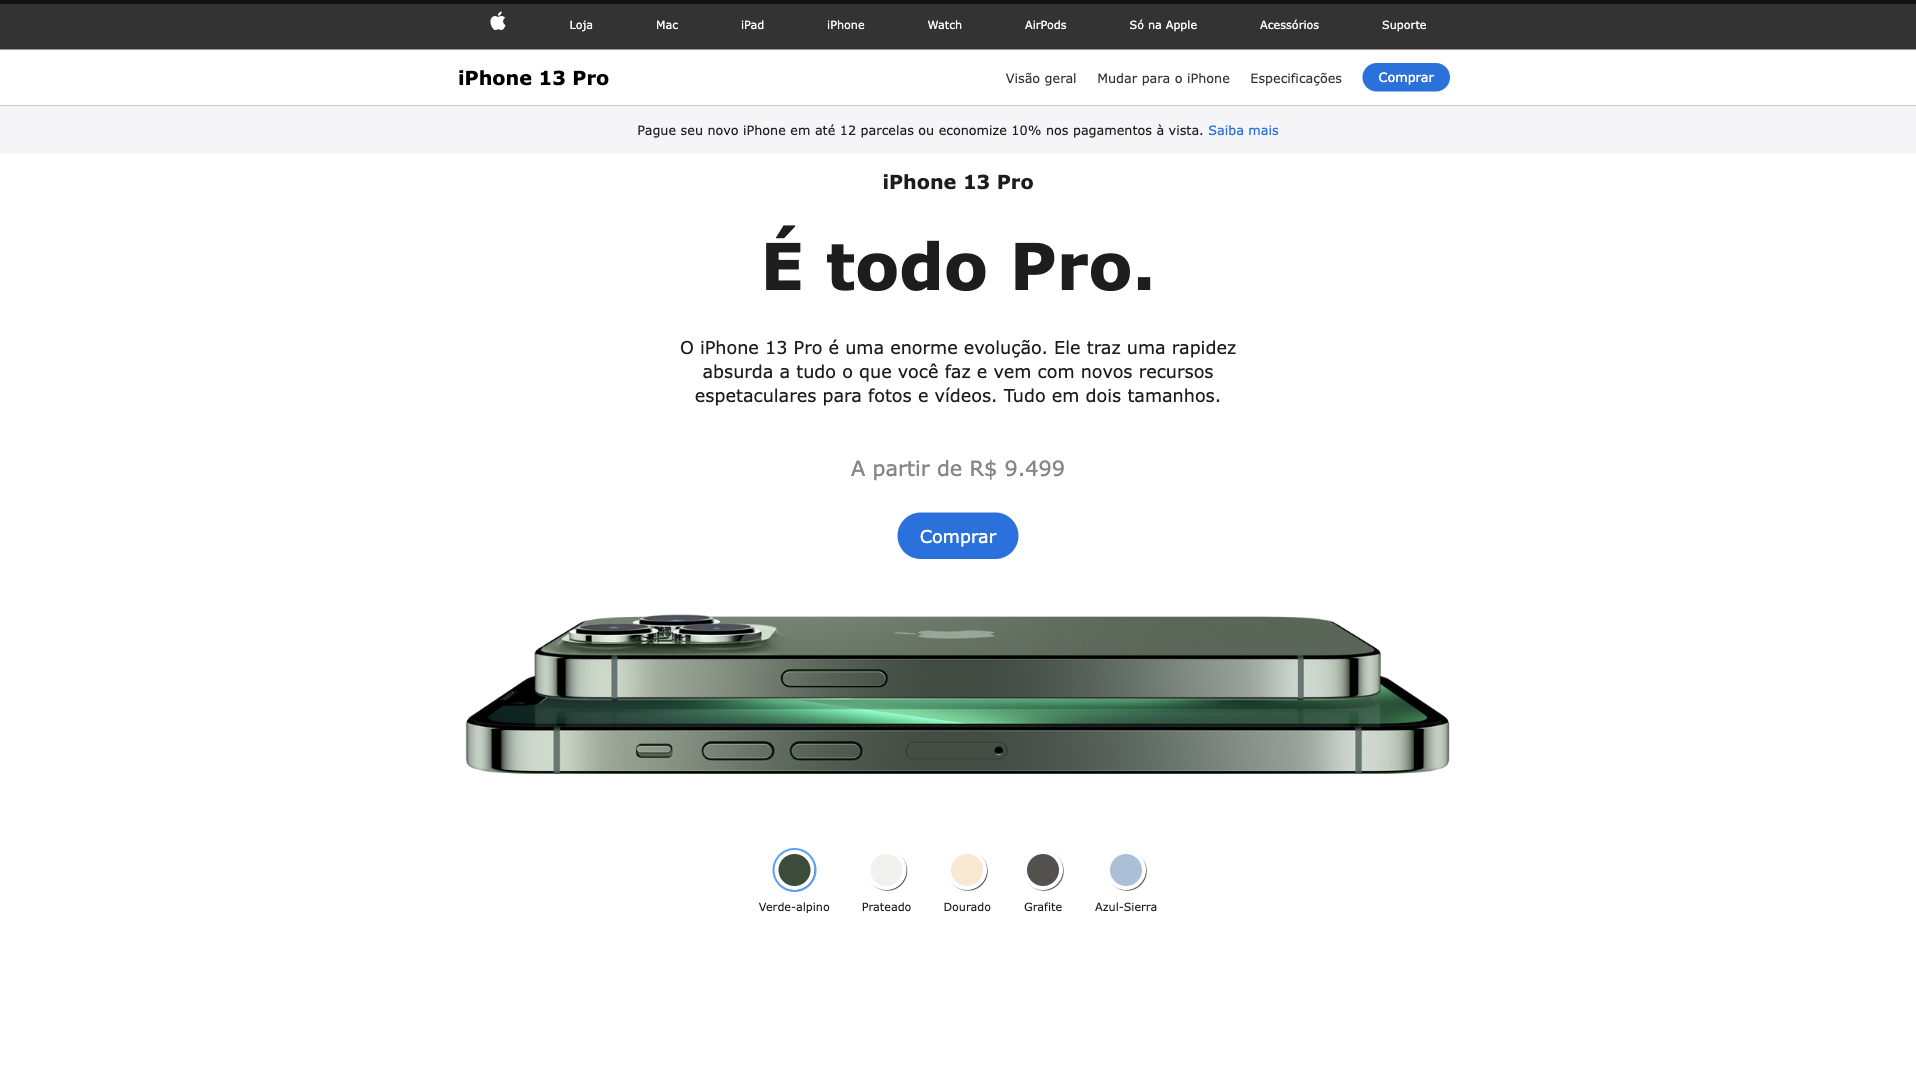 Loja Mac iPad iPhone Watch AirPods Só na Apple Acessórios Suporte
iPhone 13 Pro Visão geral Mudar para o iPhone Especificações Comprar
Pague seu novo iPhone em até 12 parcelas ou economize 10% nos pagamentos à vista. Saiba mais
iPhone 13 Pro
É todo Pro.
O iPhone 13 Pro é uma enorme evolução. Ele traz uma rapidez
absurda a tudo o que você faz e vem com novos recursos
espetaculares para fotos e vídeos. Tudo em dois tamanhos.
A partir de R$ 9.499
Comprar
Verde-alpino Prateado Dourado Grafite Azul-Sierra